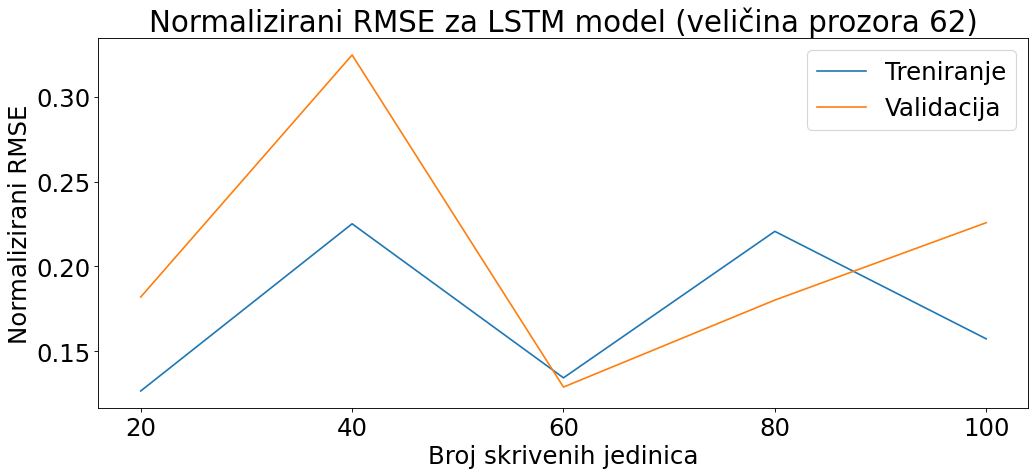 Normalizirani RMSE za LSTM model (veličina prozora 62)
Treniranje
Validacija
Normalizirani RMSE
0.30
0.25
0.20
0.15
20 40 60 80 100
Broj skrivenih jedinica